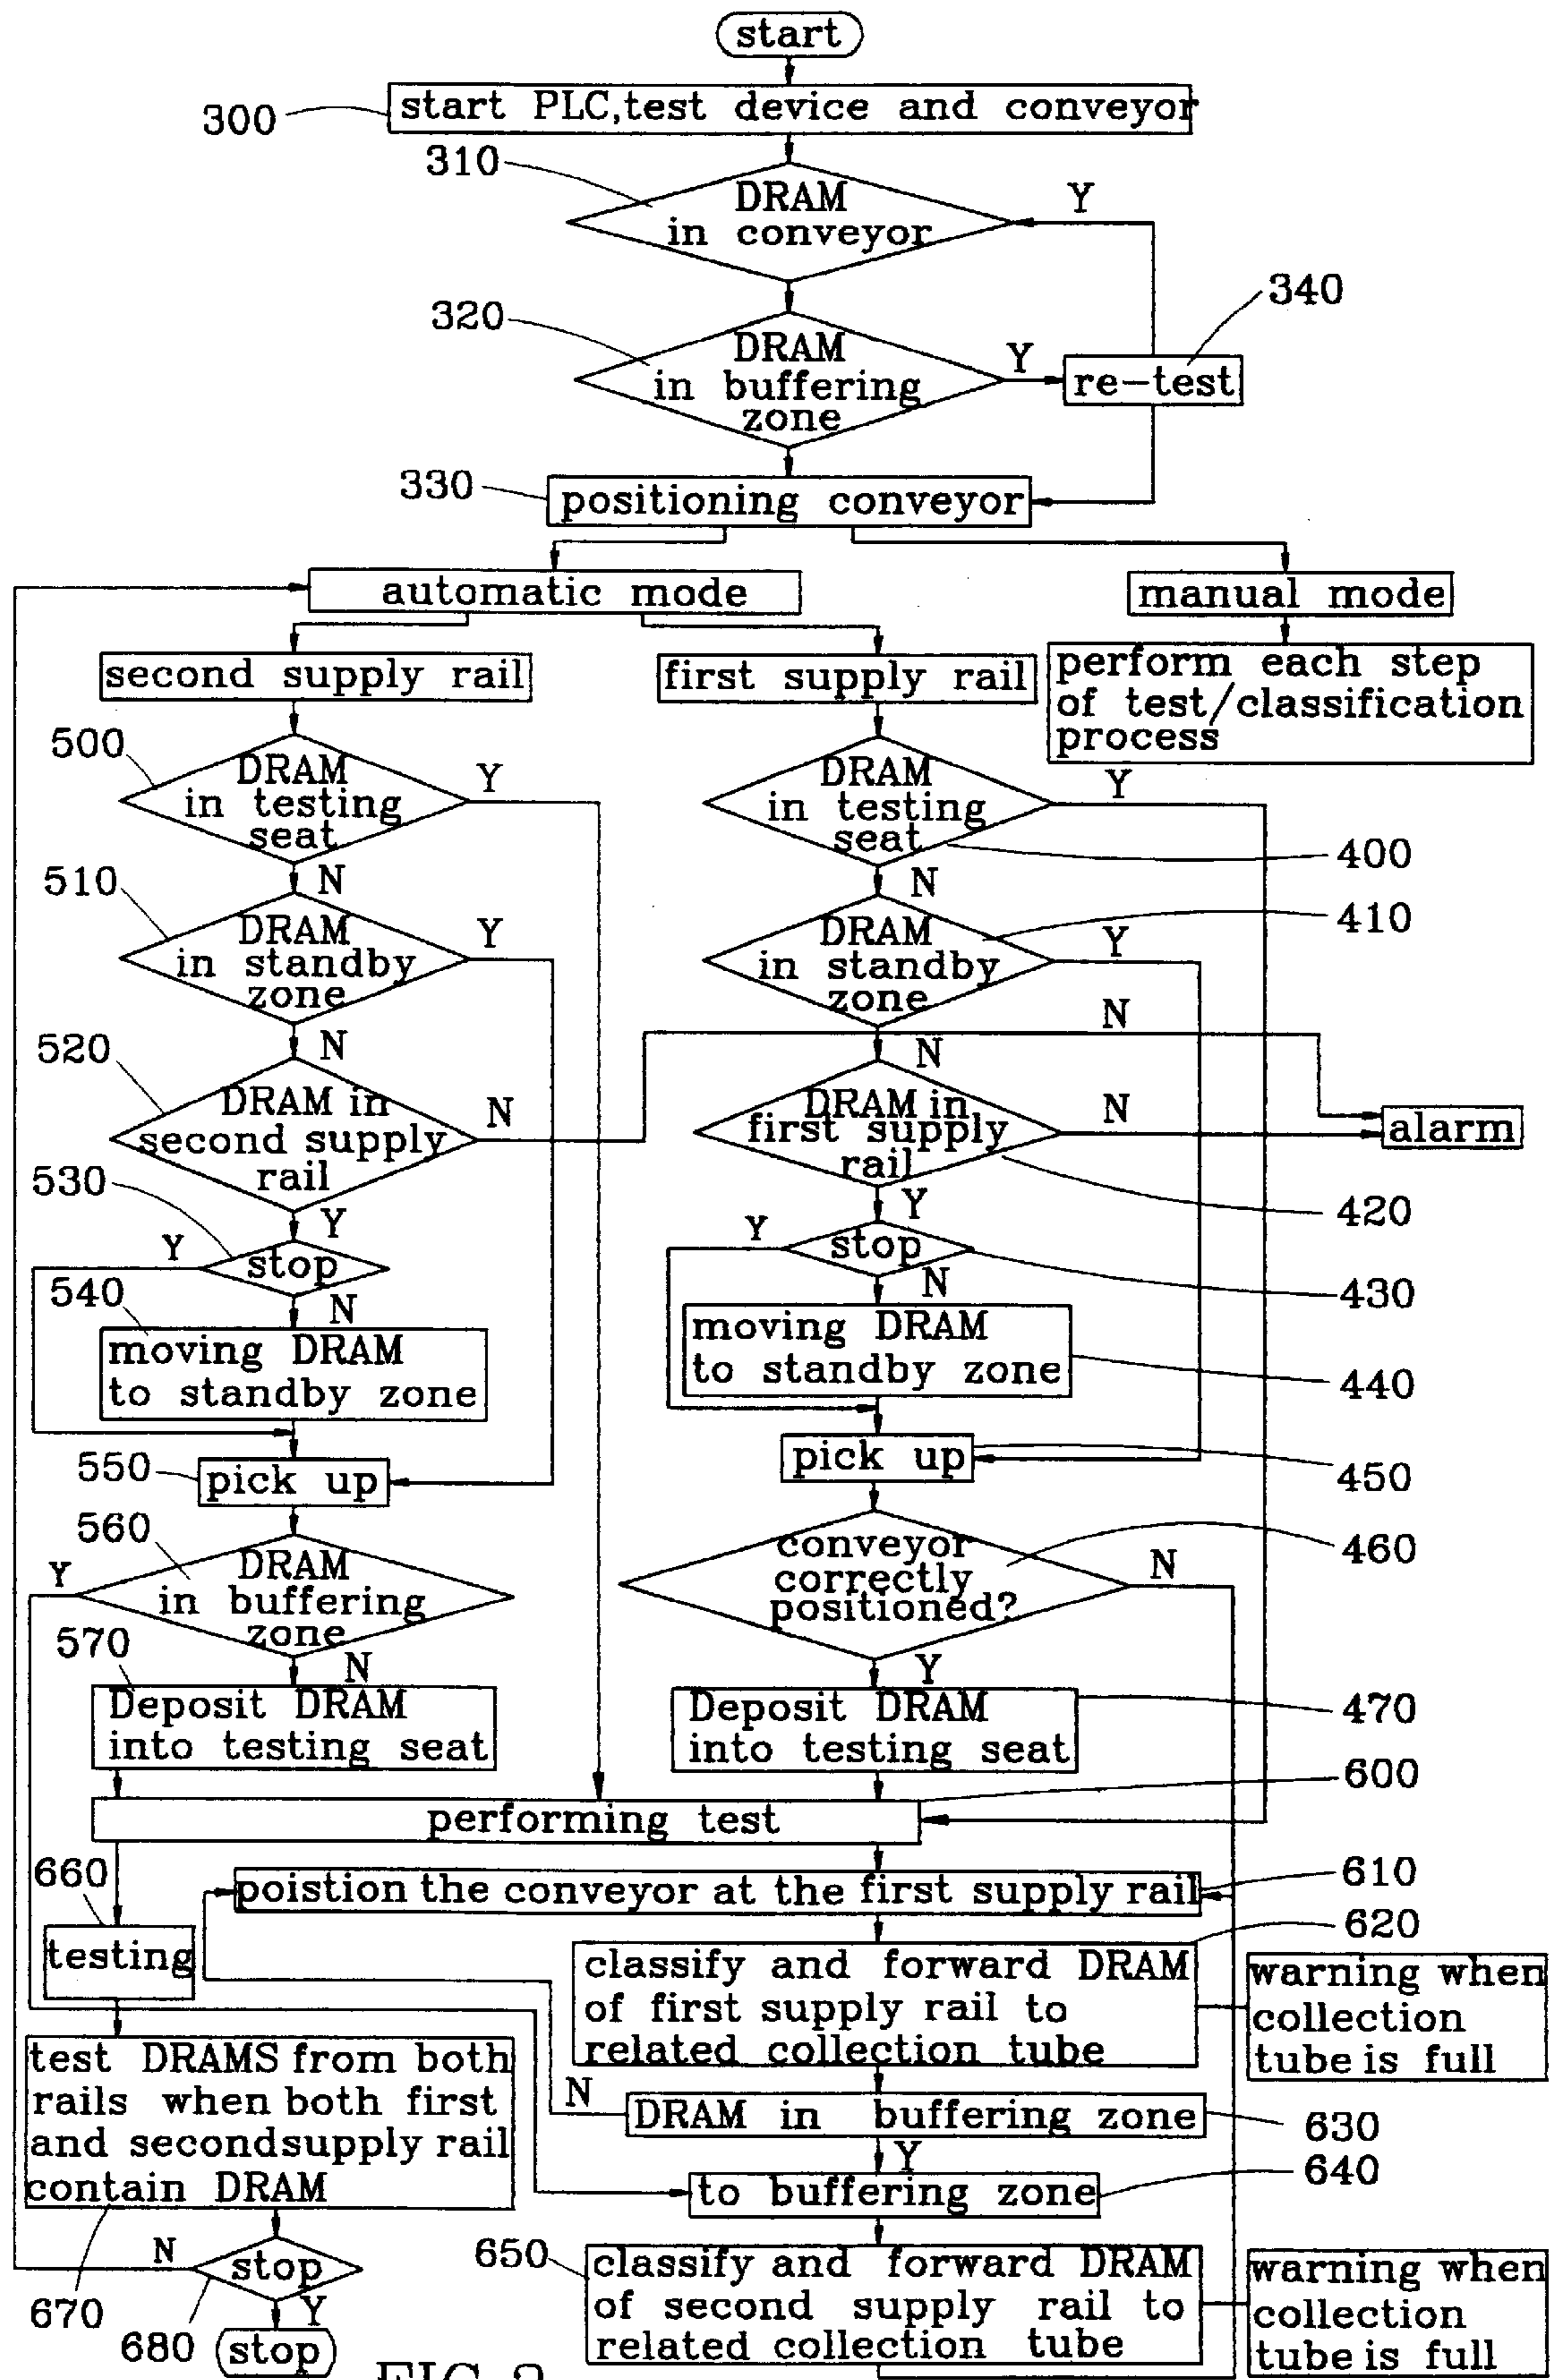 start
300
start PLC,test device and conveyor
310
DRAM
in conveyor
Y
320
DRAM
in buffering
zone
Y
340
re-test
330
positioning conveyor
automatic mode
manual mode
second supply rail
first supply rail
perform each step
of test/classification
process
500
DRAM
in testing
seat
Y
N
DRAM
in testing
seat
Y
400
N
510
DRAM
in standby
zone
Y
N
DRAM
in standby
zone
Y
410
N
N
520
DRAM in
second supply
rail
N
Y
DRAM in
first supply
rail
N
alarm
420
Y
530
Y
stop
N
Y
stop
430
N
540
moving DRAM
to standby zone
moving DRAM
to standby zone
440
550
pick up
pick up
450
560
Y
DRAM
in buffering
zone
N
conveyor
correctly
positioned?
N
460
Y
570
Deposit DRAM
into testing seat
Deposit DRAM
into testing seat
470
600
performing test
660
testing
poistion the conveyor at the first supply rail
610
620
classify and forward DRAM
of first supply rail to
related collection tube
warning when
collection
tube is full
test DRAMS from both
rails when both first
and secondsupply rail
contain DRAM
N
DRAM in buffering zone
630
Y
to buffering zone
640
N
stop
670
680
Y
stop
650
classify and forward DRAM
of second supply rail to
related collection tube
warning when
collection
tube is full